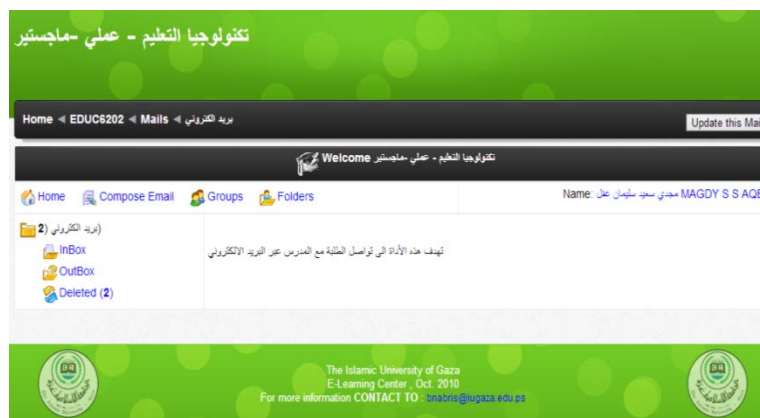 تكنولوجيا التعليم - عملي -ماجستير
Home ◄ EDUC6202 ◄ Mails ◄ بريد الكتروني
Update this Mai
Welcome تكنولوجيا التعليم - عملي -ماجستير
Home Compose Email Groups Folders
Name: مجدي سعيد سليمان عقل MAGDY S S AQE
(بريد الكتروني (2
InBox
OutBox
Deleted (2)
تهدف هذه الأداة الى تواصل الطلبة مع المدرس عبر البريد الالكتروني
The Islamic University of Gaza
E-Learning Center , Oct. 2010
For more information CONTACT TO : bnabris@iugaza.edu.ps